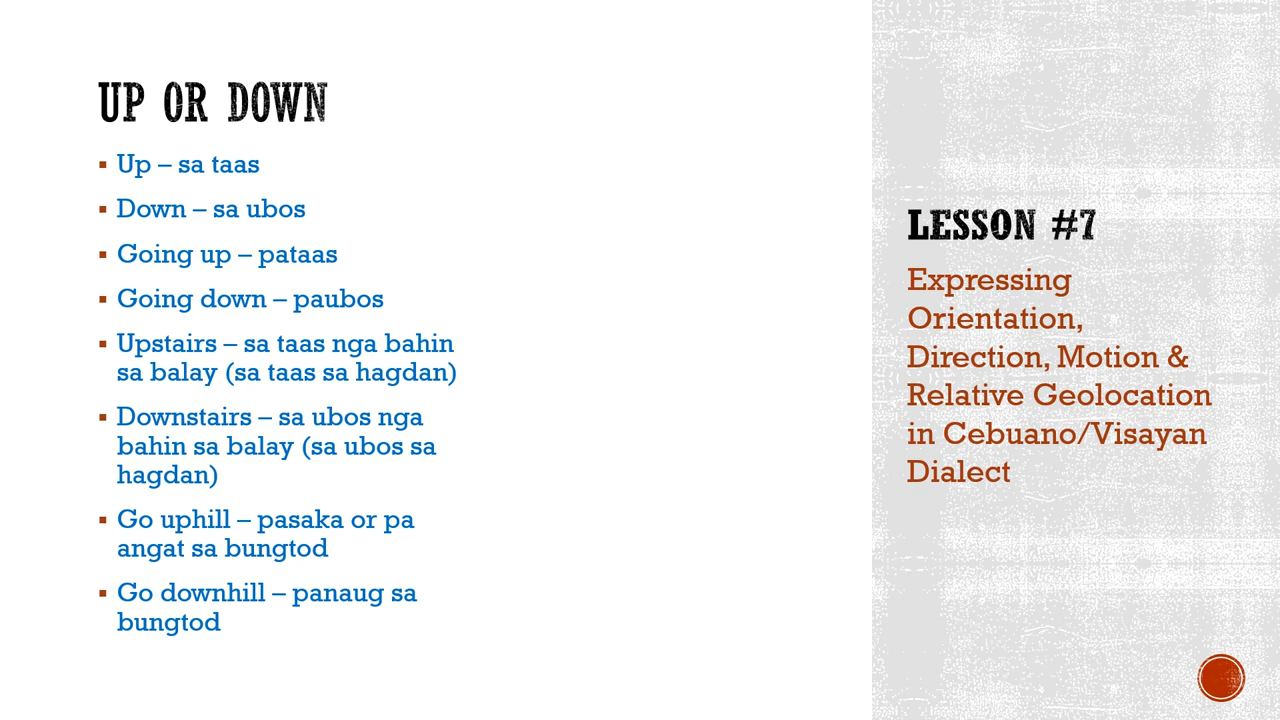 UP OR DOWN
▪ Up – sa taas
▪ Down – sa ubos
▪ Going up – pataas
▪ Going down – paubos
▪ Upstairs – sa taas nga bahin
sa balay (sa taas sa hagdan)
▪ Downstairs – sa ubos nga
bahin sa balay (sa ubos sa
hagdan)
▪ Go uphill – pasaka or pa
angat sa bungtod
▪ Go downhill – panaug sa
bungtod
LESSON #7
Expressing
Orientation,
Direction, Motion &
Relative Geolocation
in Cebuano/Visayan
Dialect